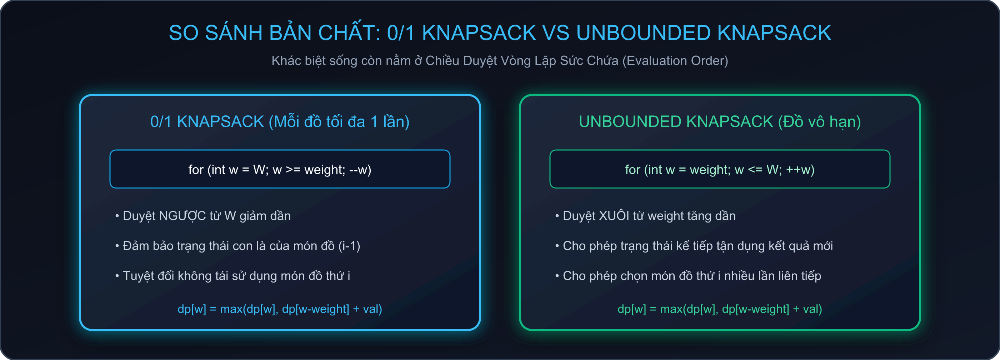 SO SÁNH BẢN CHẤT: 0/1 KNAPSACK VS UNBOUNDED KNAPSACK
Khác biệt sống còn nằm ở Chiều Duyệt Vòng Lặp Sức Chứa (Evaluation Order)
0/1 KNAPSACK (Mỗi đồ tối đa 1 lần)
for (int w = W; w >= weight; --w)
• Duyệt NGƯỢC từ W giảm dần
• Đảm bảo trạng thái con là của món đồ (i-1)
• Tuyệt đối không tái sử dụng món đồ thứ i
dp[w] = max(dp[w], dp[w-weight] + val)
UNBOUNDED KNAPSACK (Đồ vô hạn)
for (int w = weight; w <= W; ++w)
• Duyệt XUÔI từ weight tăng dần
• Cho phép trạng thái kế tiếp tận dụng kết quả mới
• Cho phép chọn món đồ thứ i nhiều lần liên tiếp
dp[w] = max(dp[w], dp[w-weight] + val)